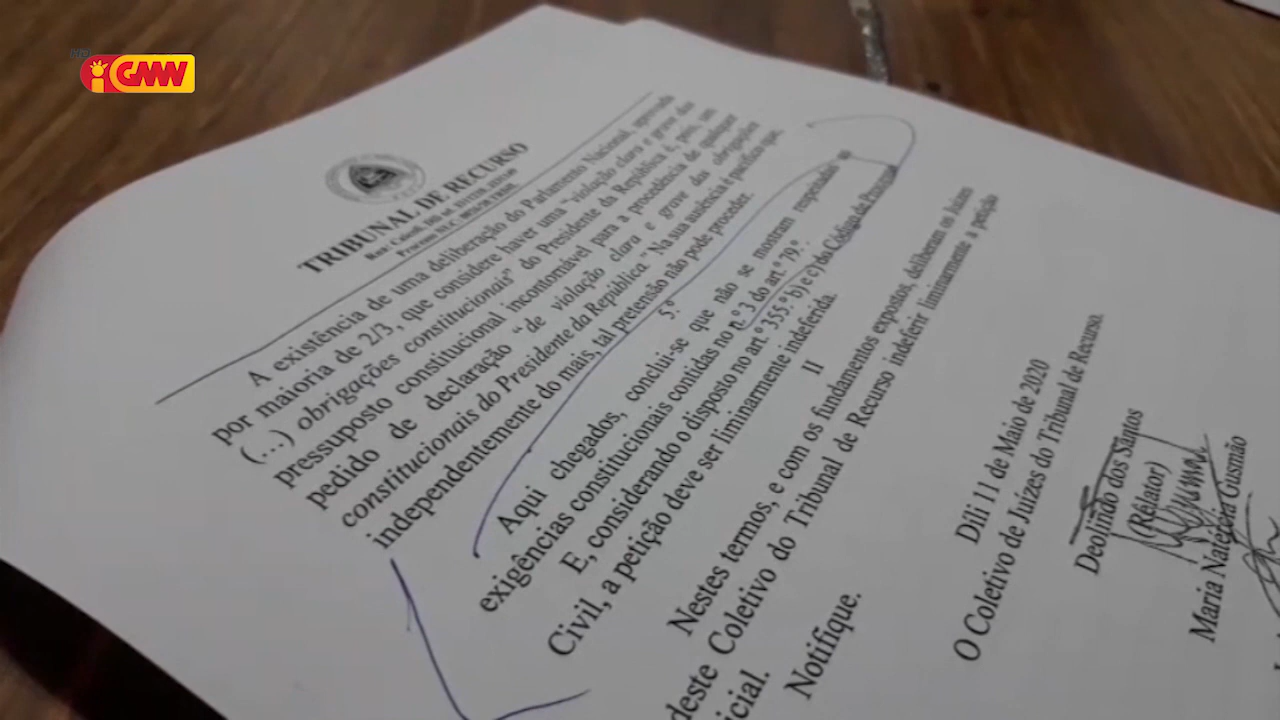 GMW
TRIBUNAL DE RECURSO
A existência de uma deliberação do Parlamento Nacional, aprovada
por maioria de 2/3, que considere haver uma "violação clara e grave das
(...) obrigações constitucionais" do Presidente da República é, pois, um
pressuposto constitucional incontornável para a procedência de qualquer
pedido de declaração "de violação clara e grave das obrigações
constitucionais do Presidente da República." Na sua ausência é pacífico que,
independentemente do mais, tal pretensão não pode proceder.
5.º
Aqui chegados, conclui-se que não se mostram respeitadas as
exigências constitucionais contidas no n.º 3 do art.º 79.º
E, considerando o disposto no art.º 355.º b) e c) do Código de Processo
Civil, a petição deve ser liminarmente indeferida.
II
Nestes termos, e com os fundamentos expostos, deliberam os Juízes
deste Coletivo do Tribunal de Recurso indeferir liminarmente a petição
icial.
Notifique.
Dili 11 de Maio de 2020
O Coletivo de Juízes do Tribunal de Recurso.
Deolindo dos Santos
(Rélator)
Maria Natércia Gusmão